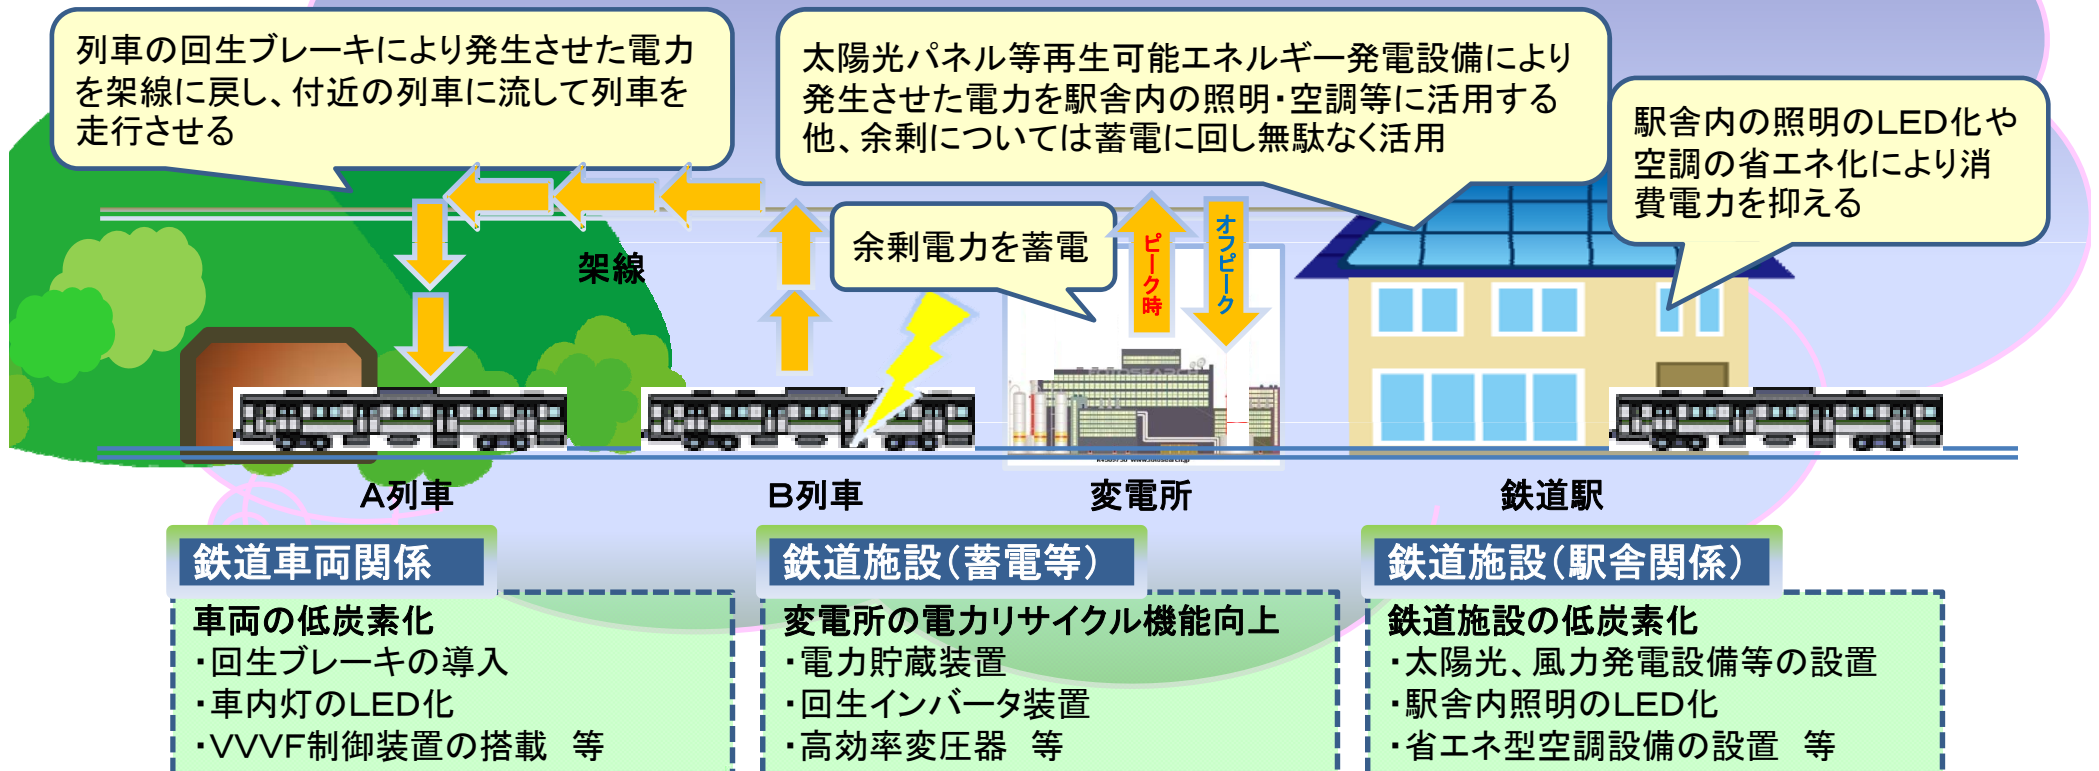 列車の回生ブレーキにより発生させた電力
を架線に戻し、付近の列車に流して列車を
走行させる
太陽光パネル等再生可能エネルギー発電設備により
発生させた電力を駅舎内の照明・空調等に活用する
他、余剰については蓄電に回し無駄なく活用
駅舎内の照明のLED化や
空調の省エネ化により消
費電力を抑える
余剰電力を蓄電
ピーク時
オフピーク
架線
A列車
B列車
変電所
鉄道駅
鉄道車両関係
車両の低炭素化
・回生ブレーキの導入
・車内灯のLED化
・VVVF制御装置の搭載　等
鉄道施設(蓄電等)
変電所の電力リサイクル機能向上
・電力貯蔵装置
・回生インバータ装置
・高効率変圧器　等
鉄道施設(駅舎関係)
鉄道施設の低炭素化
・太陽光、風力発電設備等の設置
・駅舎内照明のLED化
・省エネ型空調設備の設置　等